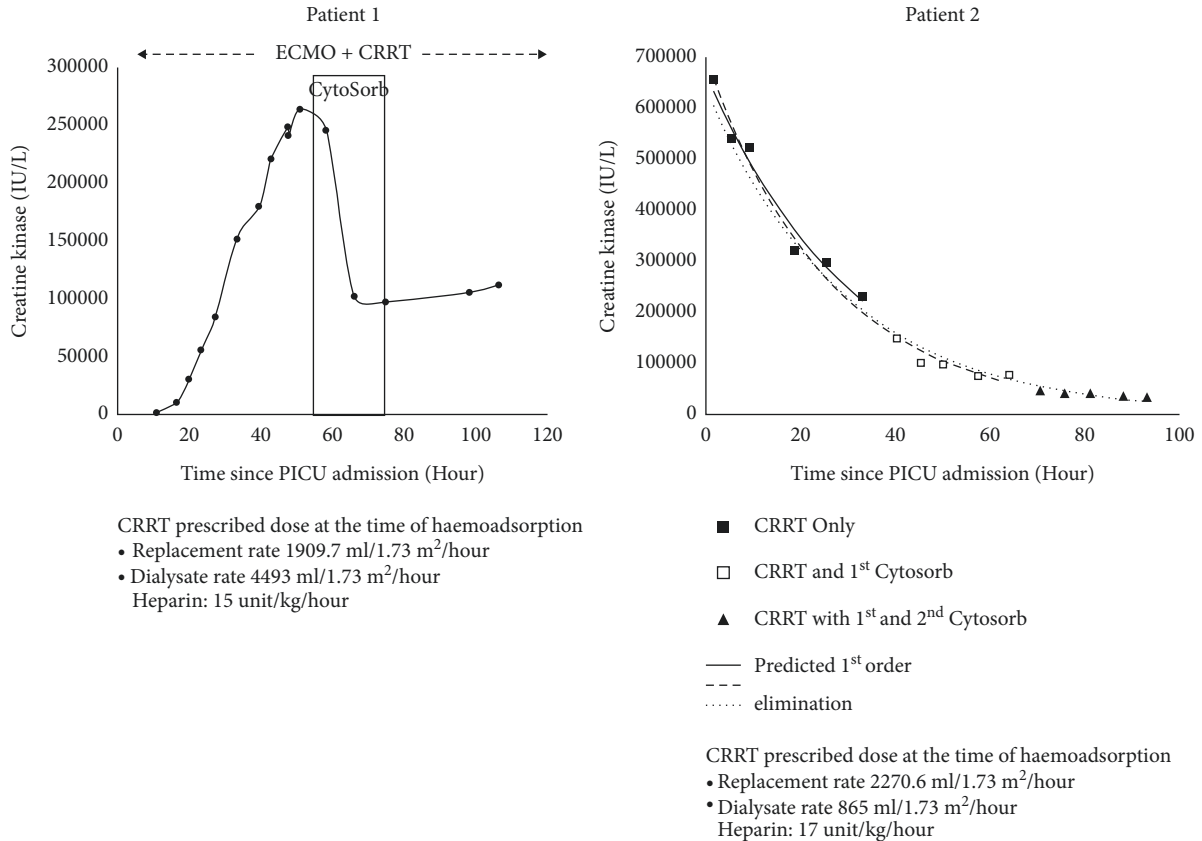 Patient 1
ECMO + CRRT
CytoSorb
300000
250000
200000
150000
100000
50000
0
Creatine kinase (IU/L)
0 20 40 60 80 100 120
Time since PICU admission (Hour)
CRRT prescribed dose at the time of haemoadsorption
• Replacement rate 1909.7 ml/1.73 m²/hour
• Dialysate rate 4493 ml/1.73 m²/hour
Heparin: 15 unit/kg/hour
Patient 2
700000
600000
500000
400000
300000
200000
100000
0
Creatine kinase (IU/L)
0 20 40 60 80 100
Time since PICU admission (Hour)
CRRT Only
CRRT and 1st Cytosorb
CRRT with 1st and 2nd Cytosorb
Predicted 1st order
elimination
CRRT prescribed dose at the time of haemoadsorption
• Replacement rate 2270.6 ml/1.73 m²/hour
• Dialysate rate 865 ml/1.73 m²/hour
Heparin: 17 unit/kg/hour